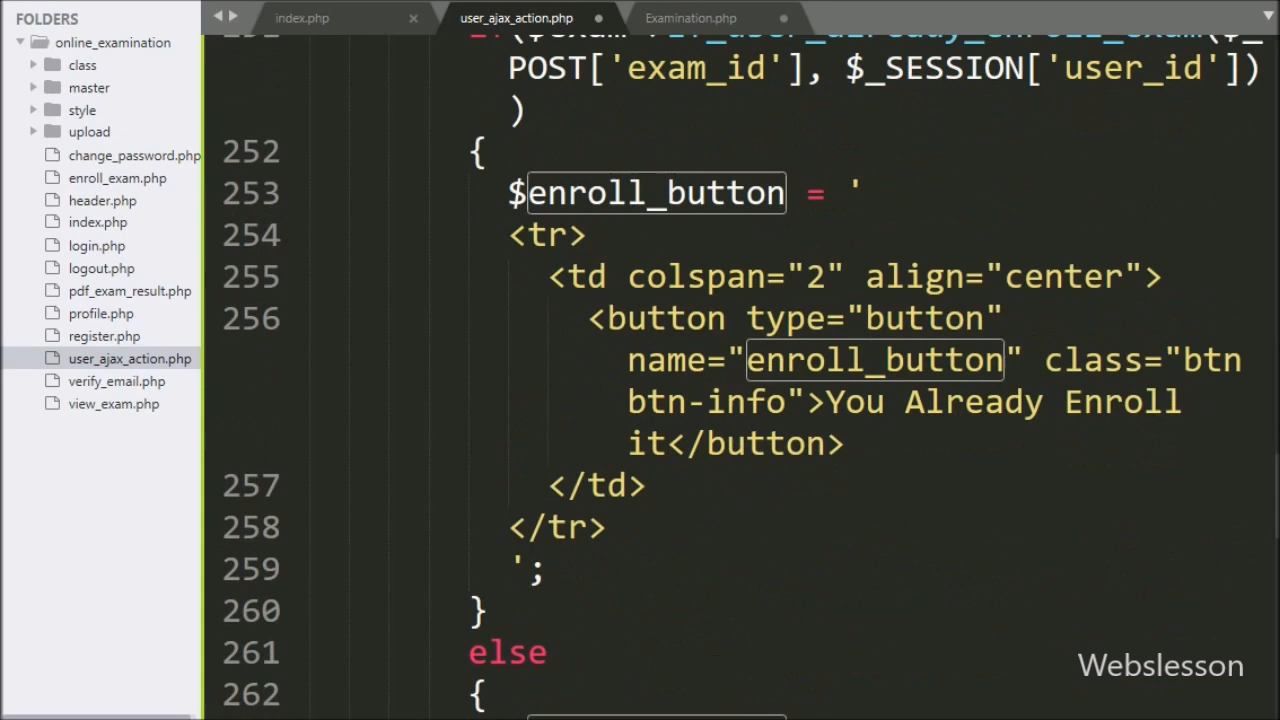 FOLDERS
online_examination
class
master
style
upload
change_password.php
enroll_exam.php
header.php
index.php
login.php
logout.php
pdf_exam_result.php
profile.php
register.php
user_ajax_action.php
verify_email.php
view_exam.php
index.php
user_ajax_action.php
Examination.php
POST['exam_id'], $_SESSION['user_id'])
)
252 {
253 $enroll_button = '
254 <tr>
255 <td colspan="2" align="center">
256 <button type="button"
name="enroll_button" class="btn
btn-info">You Already Enroll
it</button>
257 </td>
258 </tr>
259 ';
260 }
261 else
262 {
Webslesson